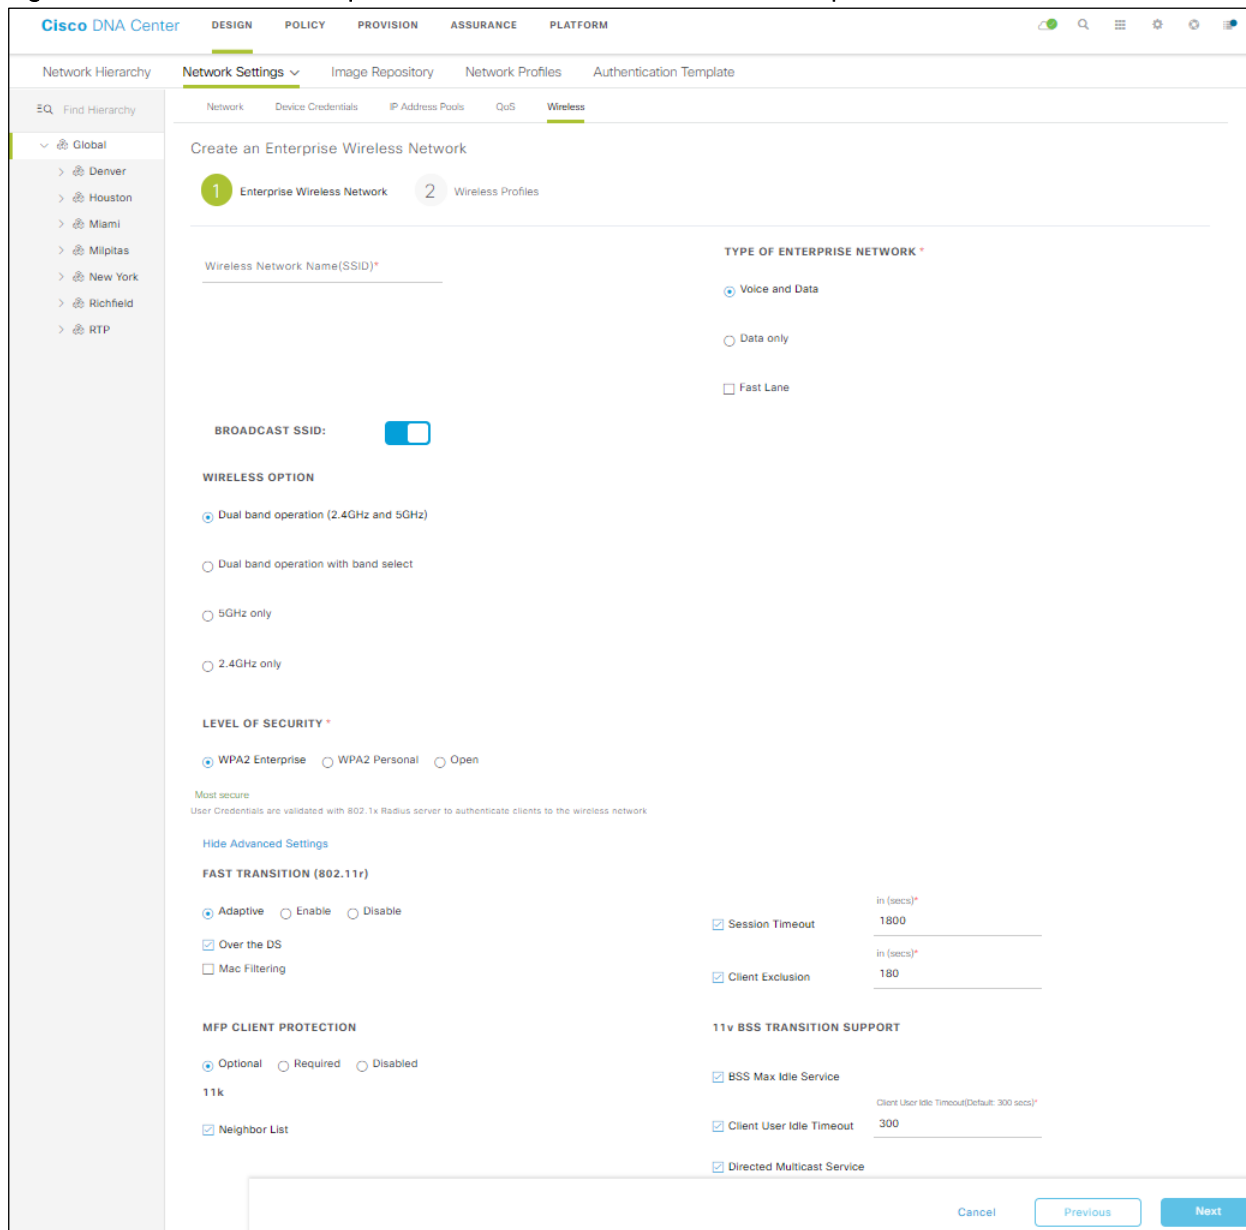 Cisco DNA Center DESIGN POLICY PROVISION ASSURANCE PLATFORM
Network Hierarchy Network Settings Image Repository Network Profiles Authentication Template
Find Hierarchy
Network Device Credentials IP Address Pools QoS Wireless
Global
Denver
Houston
Miami
Milpitas
New York
Richfield
RTP
Create an Enterprise Wireless Network
1 Enterprise Wireless Network 2 Wireless Profiles
Wireless Network Name(SSID)*
TYPE OF ENTERPRISE NETWORK *
Voice and Data
Data only
Fast Lane
BROADCAST SSID:
WIRELESS OPTION
Dual band operation (2.4GHz and 5GHz)
Dual band operation with band select
5GHz only
2.4GHz only
LEVEL OF SECURITY *
WPA2 Enterprise WPA2 Personal Open
Most secure
User Credentials are validated with 802.1x Radius server to authenticate clients to the wireless network
Hide Advanced Settings
FAST TRANSITION (802.11r)
Adaptive Enable Disable
Over the DS
Mac Filtering
in (secs)*
Session Timeout 1800
in (secs)*
Client Exclusion 180
MFP CLIENT PROTECTION
Optional Required Disabled
11k
Neighbor List
11v BSS TRANSITION SUPPORT
BSS Max Idle Service
Client User Idle Timeout(Default: 300 secs)*
Client User Idle Timeout 300
Directed Multicast Service
Cancel Previous Next